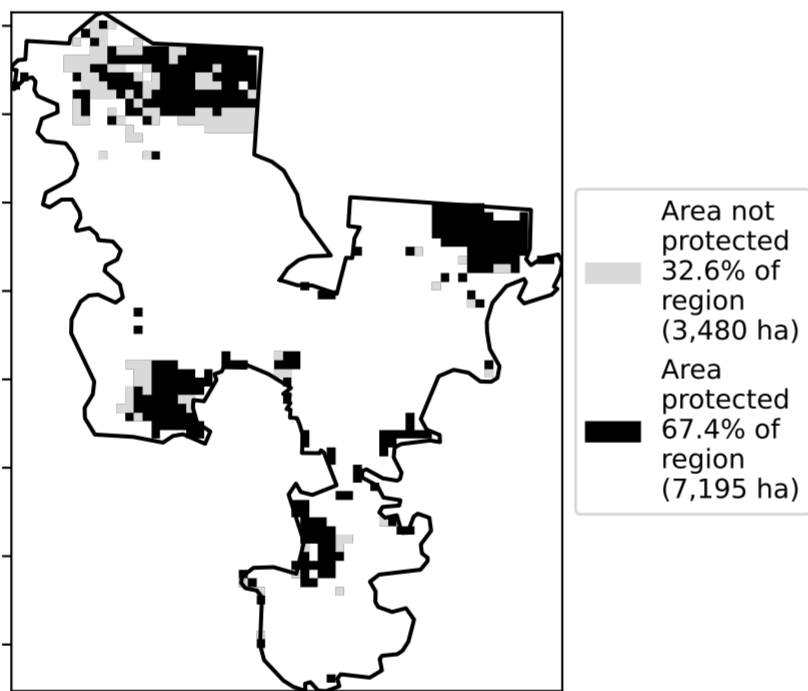 Area not
protected
32.6% of
region
(3,480 ha)
Area
protected
67.4% of
region
(7,195 ha)